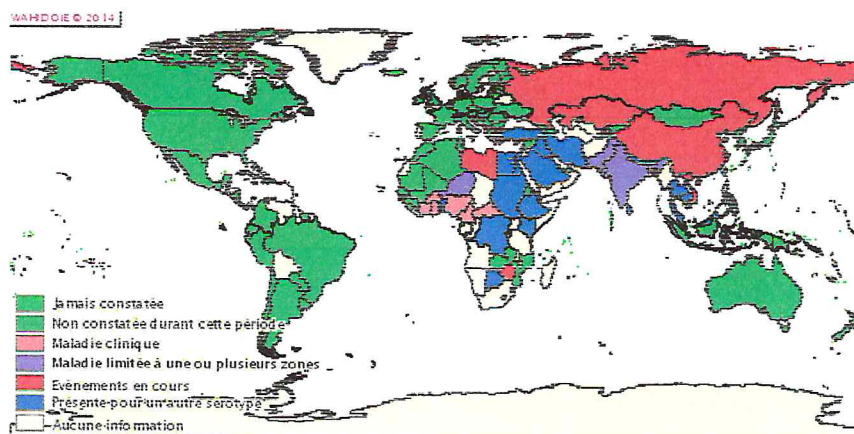 WAHID OIE © 2014
Jamais constatée
Non constatée durant cette période
Maladie clinique
Maladie limitée à une ou plusieurs zones
Evènements en cours
Présente pour un autre sérotype
Aucune information